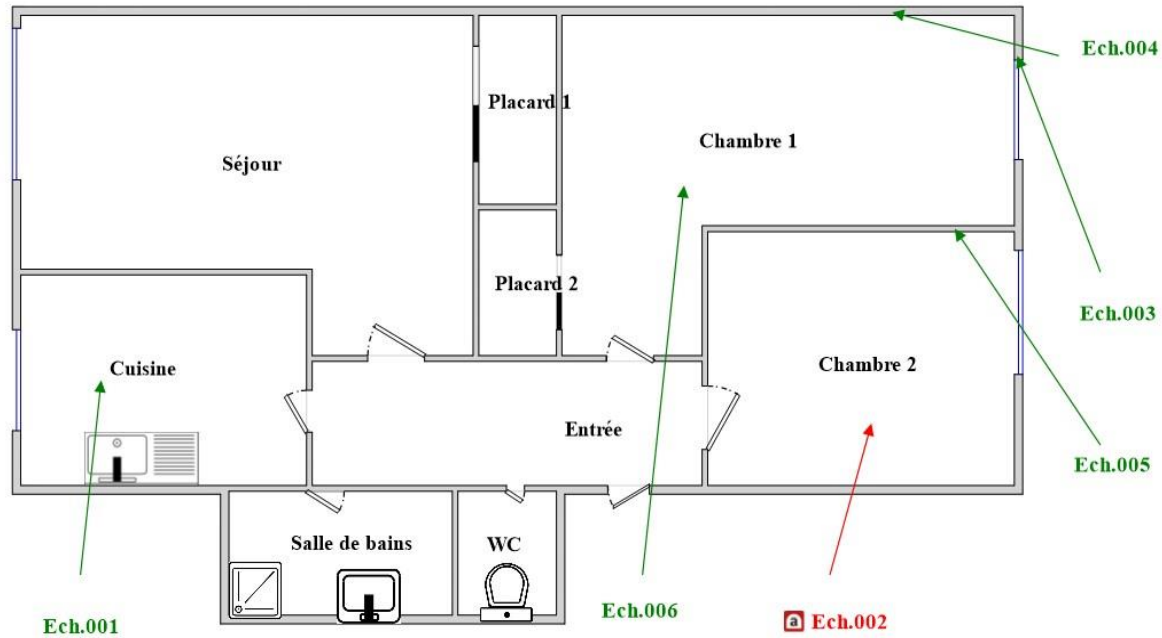 Ech.004
Placard 1
Chambre 1
Séjour
Placard 2
Ech.003
Cuisine
Chambre 2
Entrée
Ech.005
Salle de bains
WC
Ech.006
Ech.001
a Ech.002